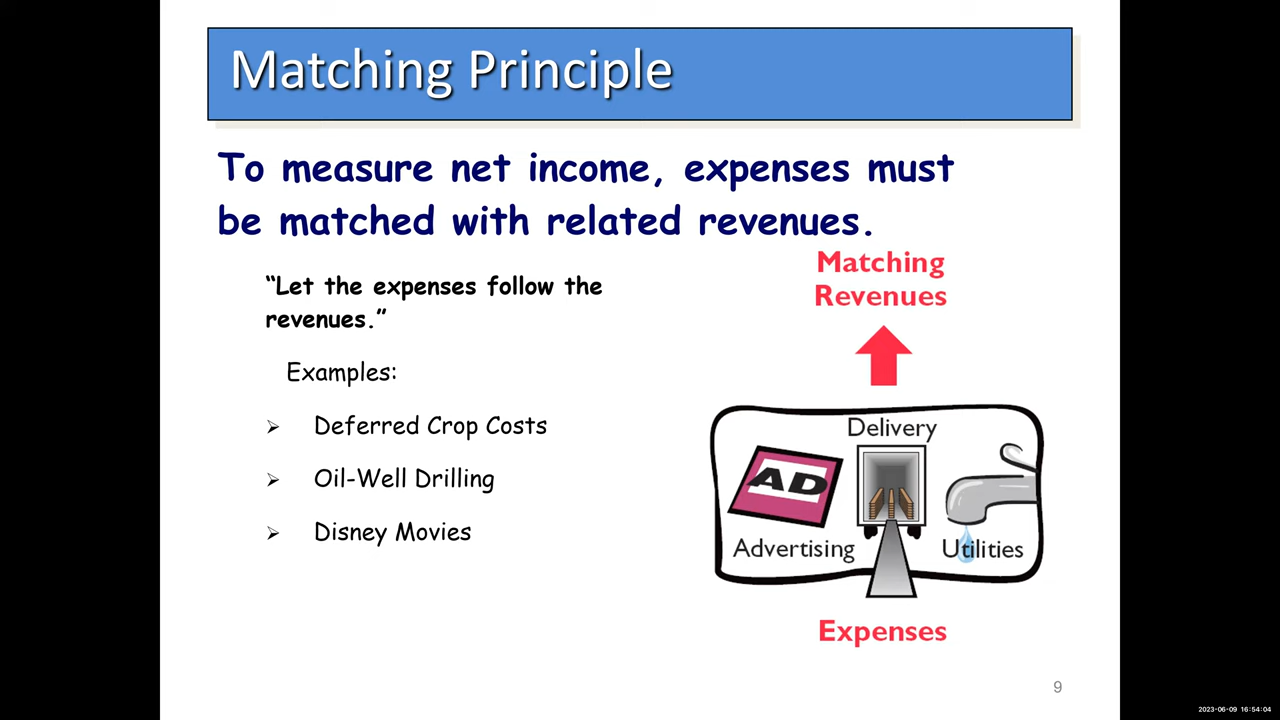 Matching Principle
To measure net income, expenses must
be matched with related revenues.
“Let the expenses follow the
revenues.”
Examples:
Deferred Crop Costs
Oil-Well Drilling
Disney Movies
Matching
Revenues
Delivery
AD
Advertising
Utilities
Expenses
9
2023-06-09 16:54:04